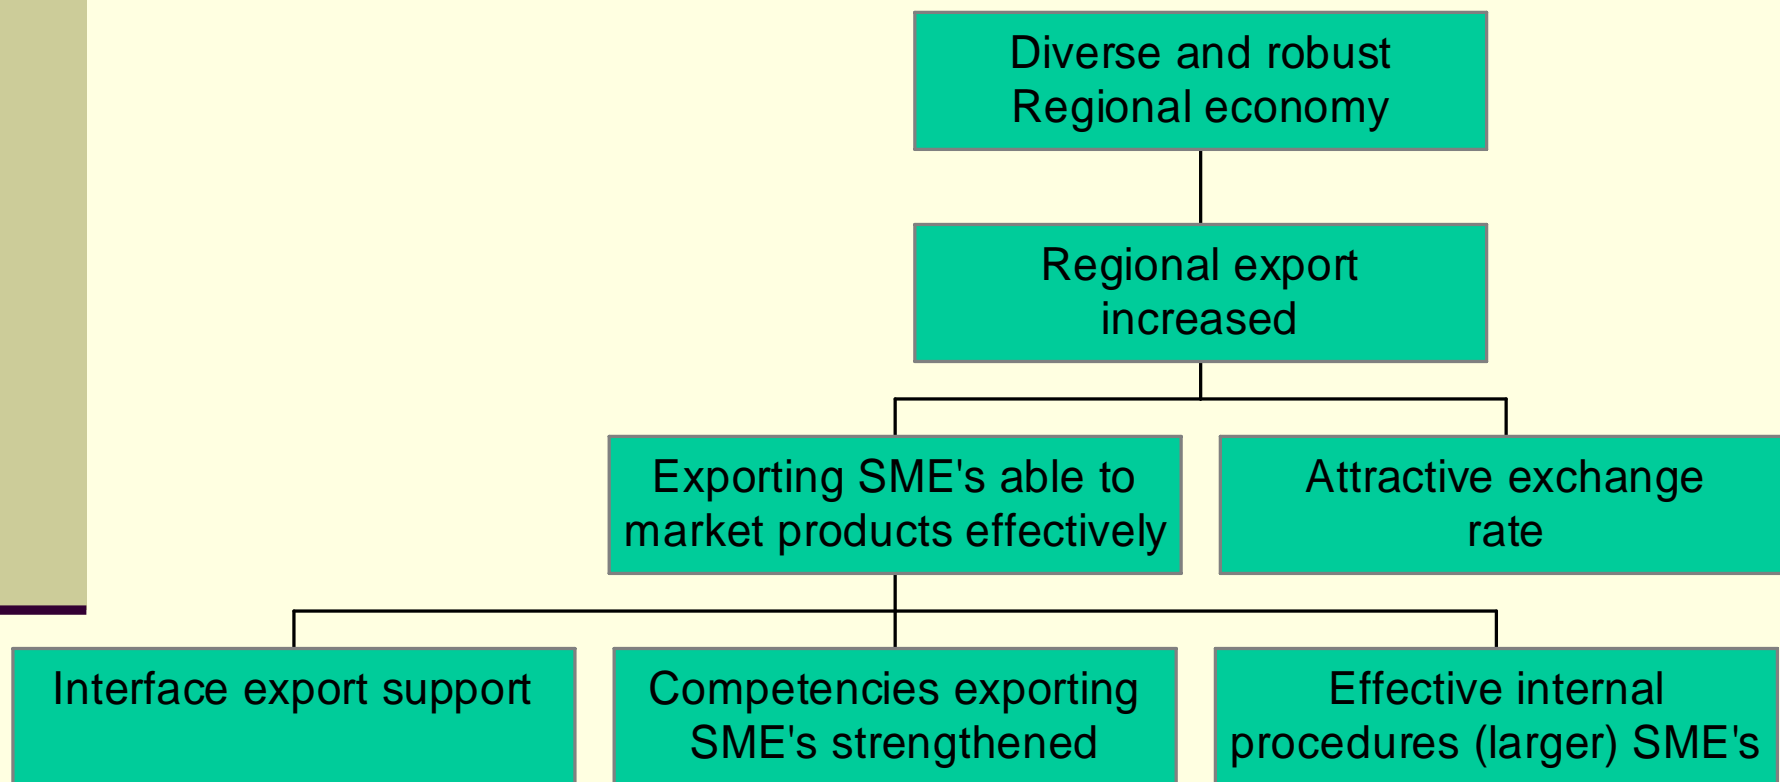 Diverse and robust
Regional economy
Regional export
increased
Exporting SME's able to
market products effectively
Attractive exchange
rate
Interface export support
Competencies exporting
SME's strengthened
Effective internal
procedures (larger) SME's